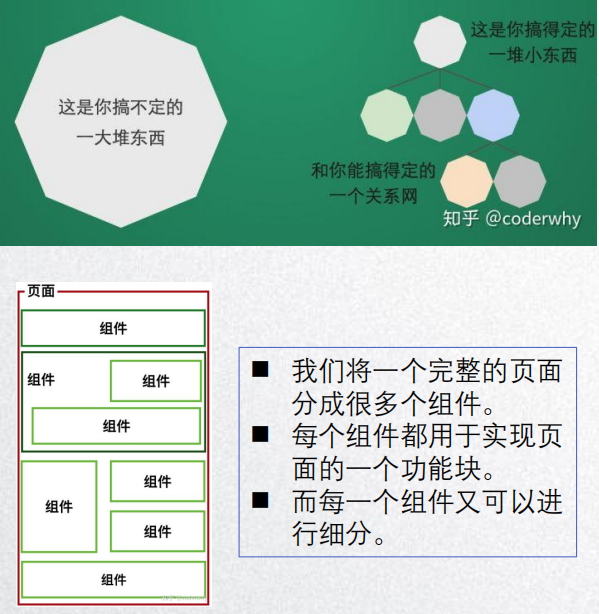 这是你搞不定的
一大堆东西
这是你搞得定的
一堆小东西
和你能搞得定的
一个关系网
知乎 @coderwhy
页面
组件
组件
组件
组件
组件
组件
组件
组件
■ 我们将一个完整的页面
分成很多个组件。
■ 每个组件都用于实现页
面的一个功能块。
■ 而每一个组件又可以进
行细分。